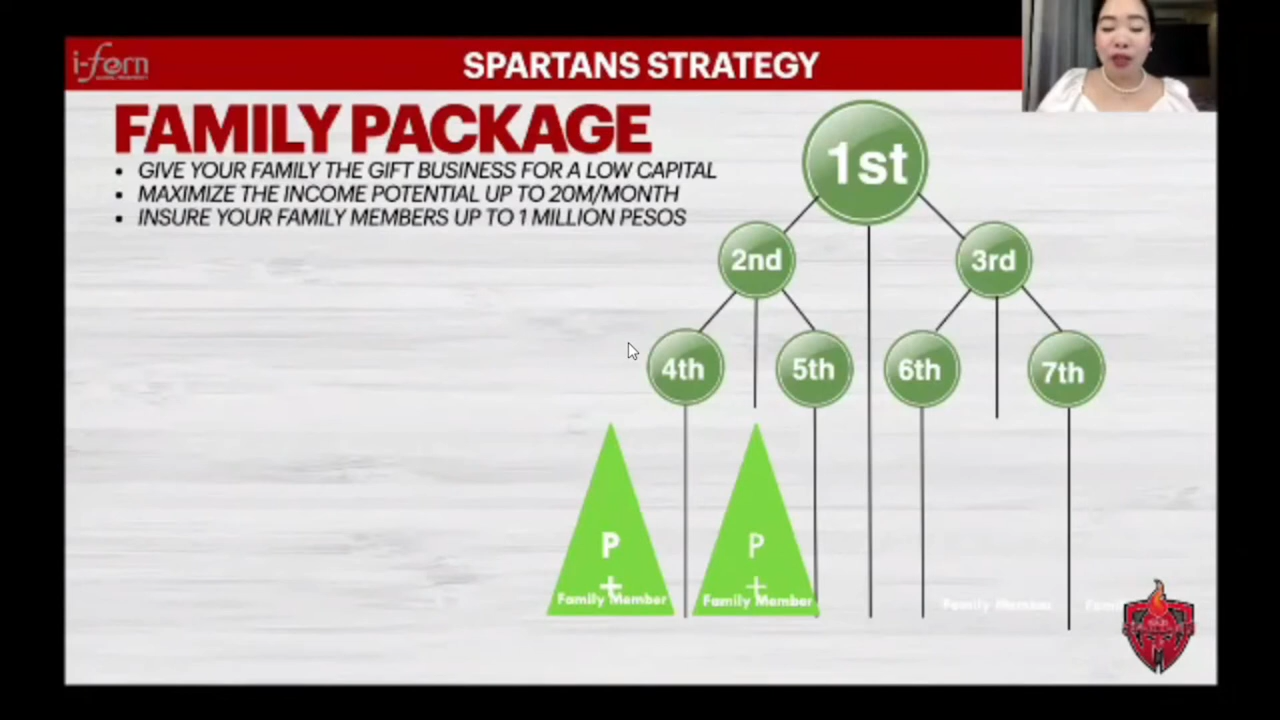 i-fern
SPARTANS STRATEGY
FAMILY PACKAGE
• GIVE YOUR FAMILY THE GIFT BUSINESS FOR A LOW CAPITAL
• MAXIMIZE THE INCOME POTENTIAL UP TO 20M/MONTH
• INSURE YOUR FAMILY MEMBERS UP TO 1 MILLION PESOS
1st
2nd
3rd
4th
5th
6th
7th
P
+
Family Member
P
+
Family Member
Family Member